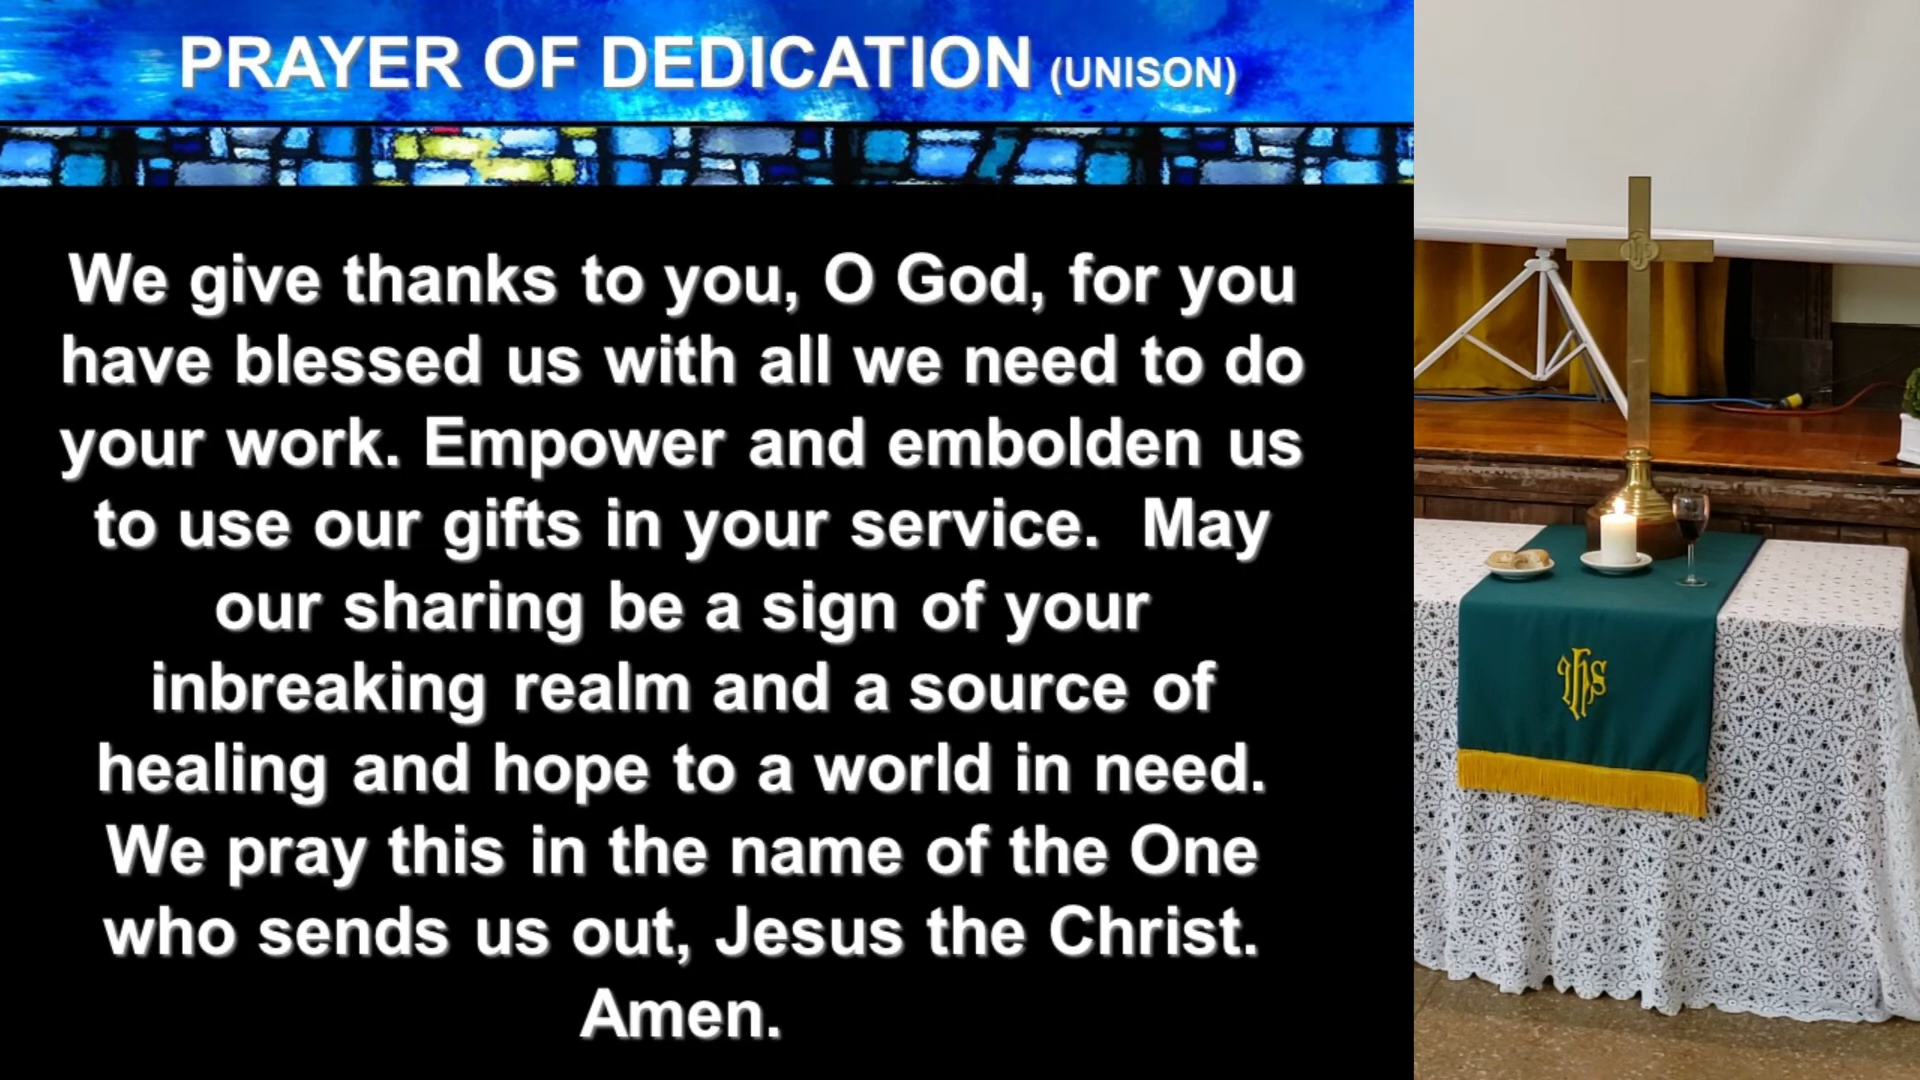 PRAYER OF DEDICATION (UNISON)
We give thanks to you, O God, for you
have blessed us with all we need to do
your work. Empower and embolden us
to use our gifts in your service.  May
our sharing be a sign of your
inbreaking realm and a source of
healing and hope to a world in need.
We pray this in the name of the One
who sends us out, Jesus the Christ.
Amen.
IHS